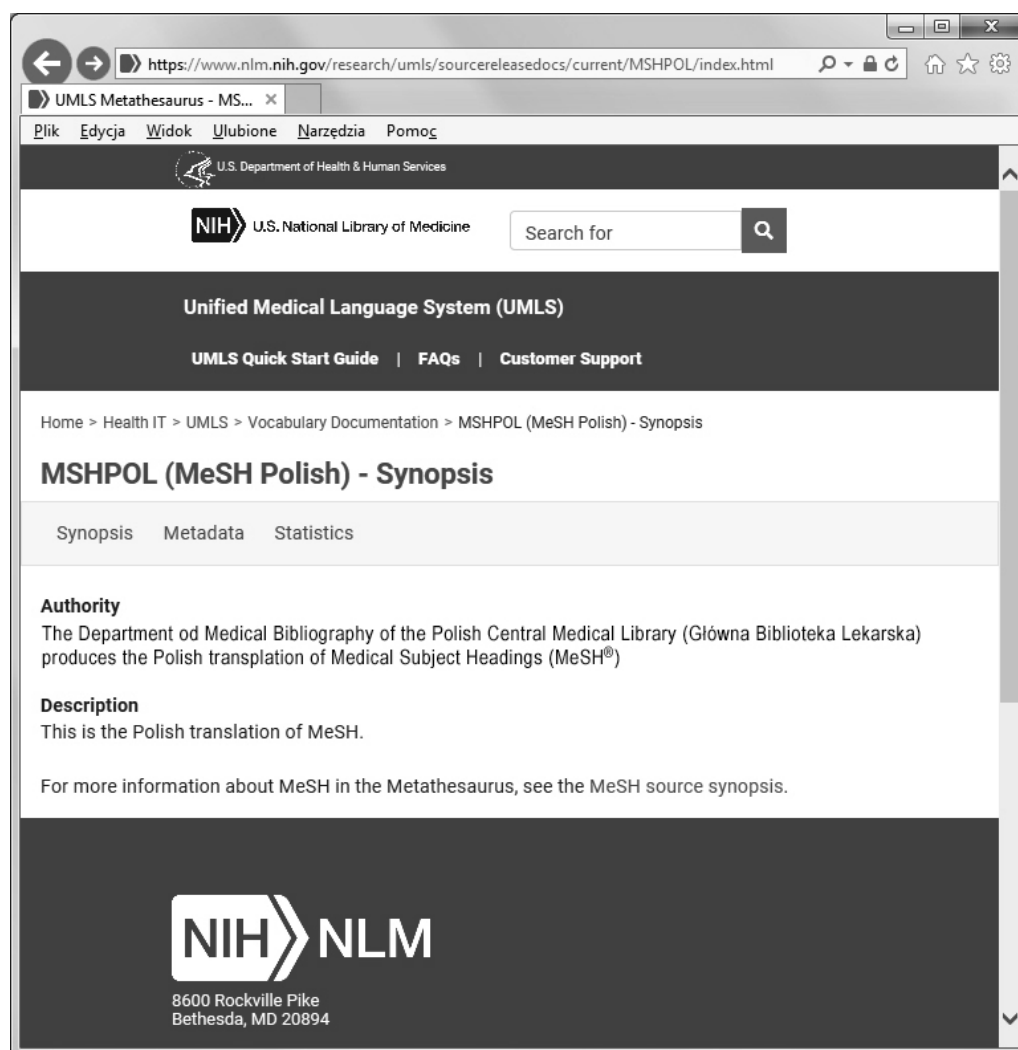 https://www.nlm.nih.gov/research/umls/sourcereleasedocs/current/MSHPOL/index.html
UMLS Metathesaurus - MS...
Plik Edycja Widok Ulubione Narzędzia Pomoc
U.S. Department of Health & Human Services
NIH U.S. National Library of Medicine
Search for
Unified Medical Language System (UMLS)
UMLS Quick Start Guide | FAQs | Customer Support
Home > Health IT > UMLS > Vocabulary Documentation > MSHPOL (MeSH Polish) - Synopsis
MSHPOL (MeSH Polish) - Synopsis
Synopsis Metadata Statistics
Authority
The Department od Medical Bibliography of the Polish Central Medical Library (Główna Biblioteka Lekarska)
produces the Polish transplation of Medical Subject Headings (MeSH®)
Description
This is the Polish translation of MeSH.
For more information about MeSH in the Metathesaurus, see the MeSH source synopsis.
NIH NLM
8600 Rockville Pike
Bethesda, MD 20894